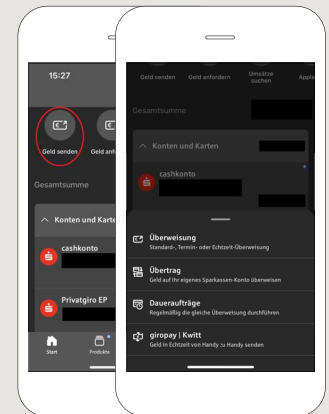 15:27
Geld senden
Geld anf
Gesamtsumme
Konten und Karte
cashkonto
Privatgiro EP
Start
Produkte
Geld senden
Geld anfordern
Umsätze
suchen
Apple
Gesamtsumme
Konten und Karten
cashkonto
Überweisung
Standard-, Termin- oder Echtzeit-Überweisung
Übertrag
Geld auf Ihr eigenes Sparkassen-Konto überweisen
Daueraufträge
Regelmäßig die gleiche Überweisung durchführen
giropay | Kwitt
Geld in Echtzeit von Handy zu Handy senden